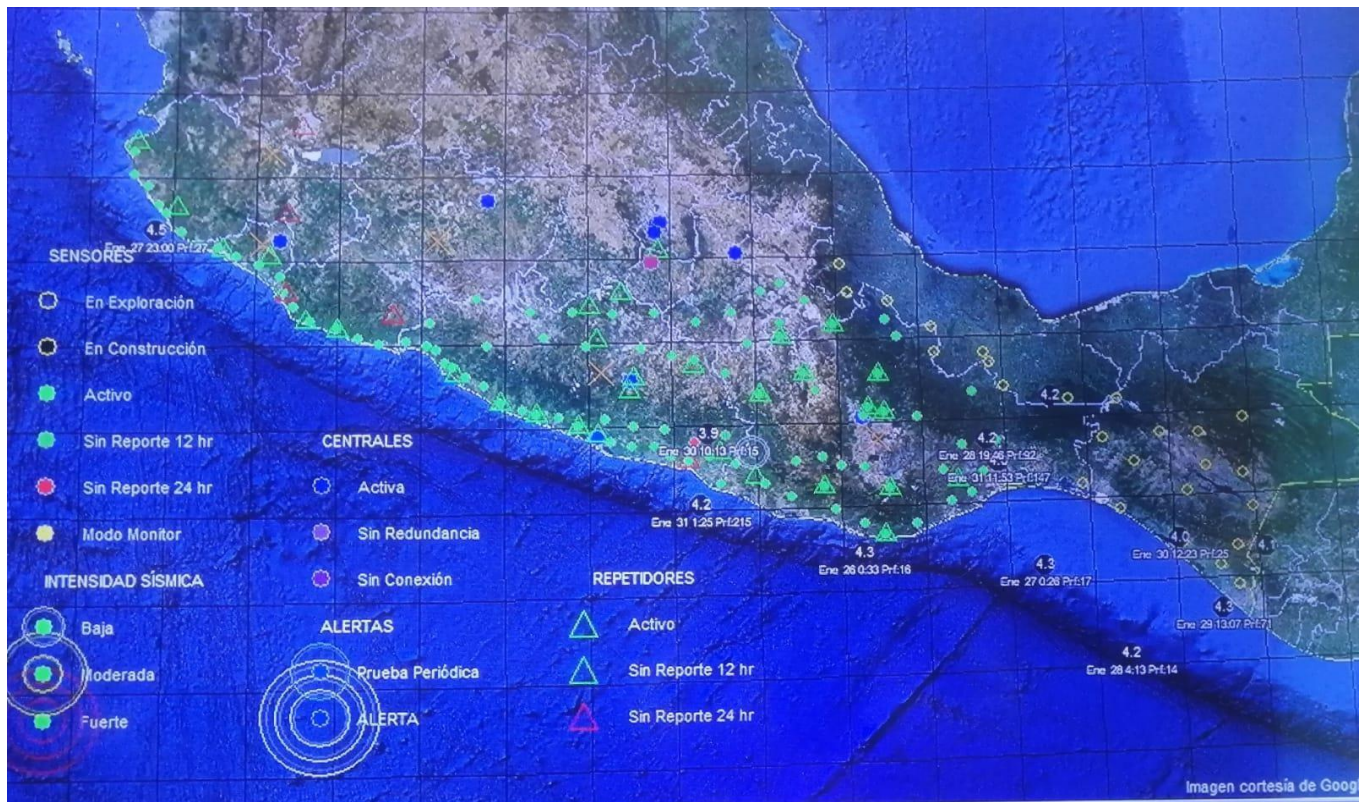 4.5
Ene 27 23:00 Prf:27
SENSORES
En Exploración
En Construcción
Activo
Sin Reporte 12 hr
Sin Reporte 24 hr
Modo Monitor
INTENSIDAD SÍSMICA
Baja
Moderada
Fuerte
CENTRALES
Activa
Sin Redundancia
Sin Conexión
ALERTAS
Prueba Periódica
ALERTA
REPETIDORES
Activo
Sin Reporte 12 hr
Sin Reporte 24 hr
4.2
3.9
Ene 30 10:13 Prf:15
4.2
Ene 28 19:46 Prf:92
Ene 31 11:53 Prf:147
4.2
Ene 31 1:25 Prf:215
4.3
Ene 26 0:33 Prf:16
4.3
Ene 27 0:26 Prf:17
4.0
Ene 30 12:23 Prf:25
4.1
4.3
Ene 29 13:07 Prf:71
4.2
Ene 28 4:13 Prf:14
Imagen cortesía de Googl